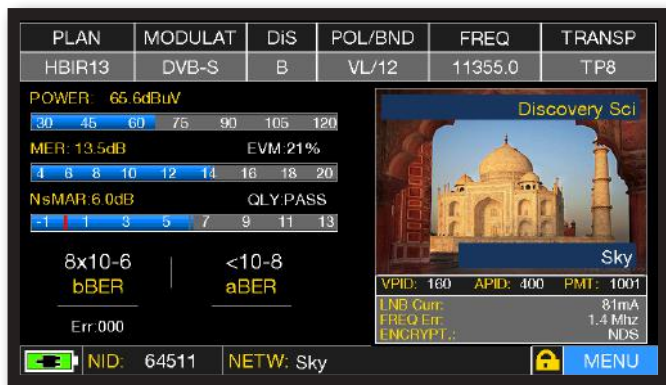 PLAN MODULAT DiS POL/BND FREQ TRANSP
HBIR13 DVB-S B VL/12 11355.0 TP8
POWER: 65.6dBuV
30 45 60 75 90 105 120
MER: 13.5dB EVM:21%
4 6 8 10 12 14 16 18 20
NsMAR:6.0dB QLY:PASS
-1 1 3 5 7 9 11 13
8x10-6 <10-8
bBER aBER
Err:000
Discovery Sci
Sky
VPID: 160 APID: 400 PMT: 1001
LNB Curr: 81mA
FREQ Err: 1.4 Mhz
ENCRYPT.: NDS
NID: 64511 NETW: Sky MENU